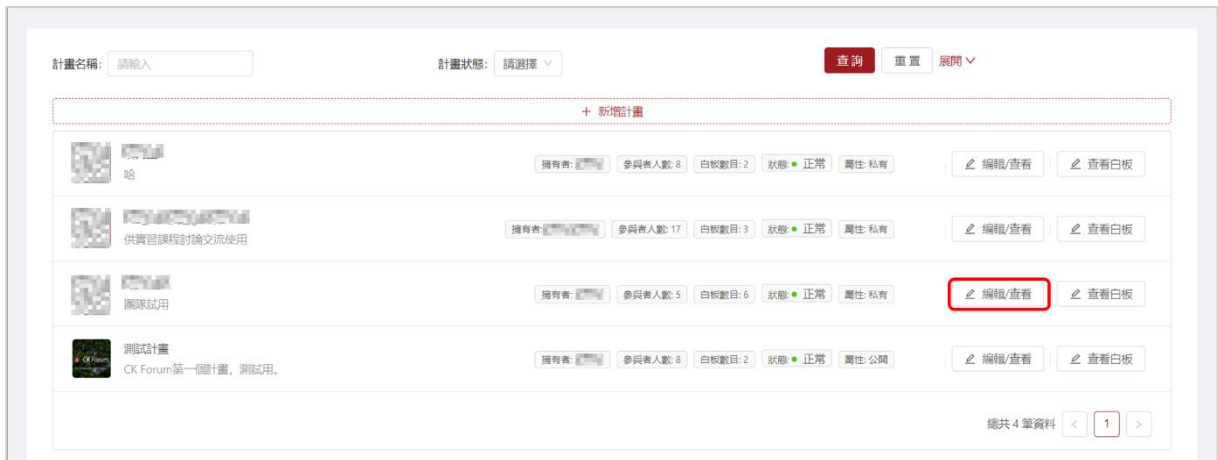 計畫名稱: 請輸入 計畫狀態: 請選擇 查詢 重置 展開
+ 新增計畫
擁有者: 參與者人數: 8 白板數目: 2 狀態: 正常 屬性: 私有 編輯/查看 查看白板
哈
擁有者: 參與者人數: 17 白板數目: 3 狀態: 正常 屬性: 私有 編輯/查看 查看白板
供實習課程討論交流使用
擁有者: 參與者人數: 5 白板數目: 6 狀態: 正常 屬性: 私有 編輯/查看 查看白板
團隊試用
CK Forum
測試計畫
擁有者: 參與者人數: 8 白板數目: 2 狀態: 正常 屬性: 公開 編輯/查看 查看白板
CK Forum第一個計畫，測試用。
總共 4 筆資料 < 1 >